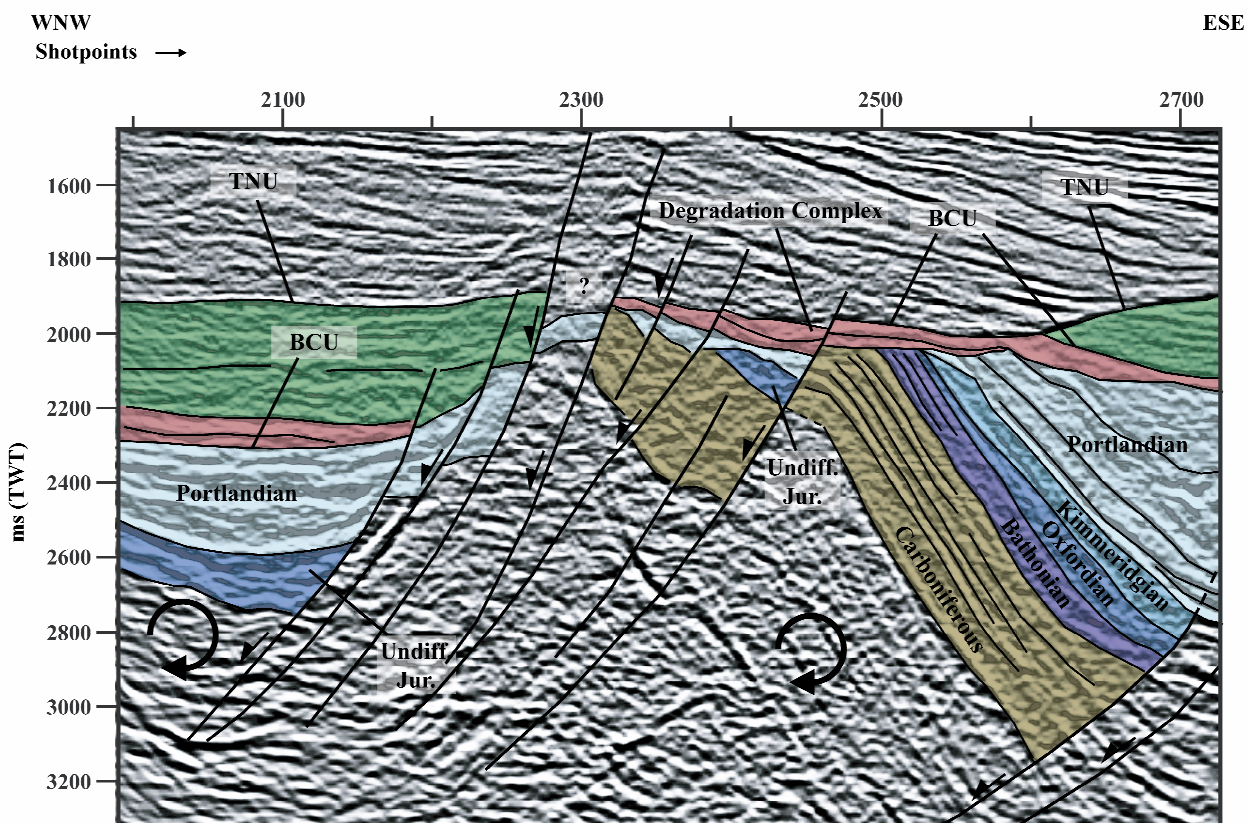 WNW
ESE
Shotpoints
2100
2300
2500
2700
TNU
TNU
Degradation Complex
BCU
1600
1800
?
2000
BCU
2200
Portlandian
Undiff.
Jur.
2400
Portlandian
ms (TWT)
Kimmeridgian
Oxfordian
Bathonian
Carboniferous
2600
2800
Undiff.
Jur.
3000
3200